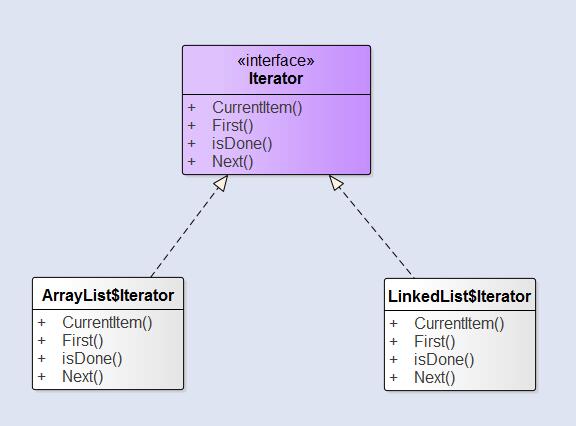 «interface»
Iterator
+ CurrentItem()
+ First()
+ isDone()
+ Next()
ArrayList$Iterator
+ CurrentItem()
+ First()
+ isDone()
+ Next()
LinkedList$Iterator
+ CurrentItem()
+ First()
+ isDone()
+ Next()